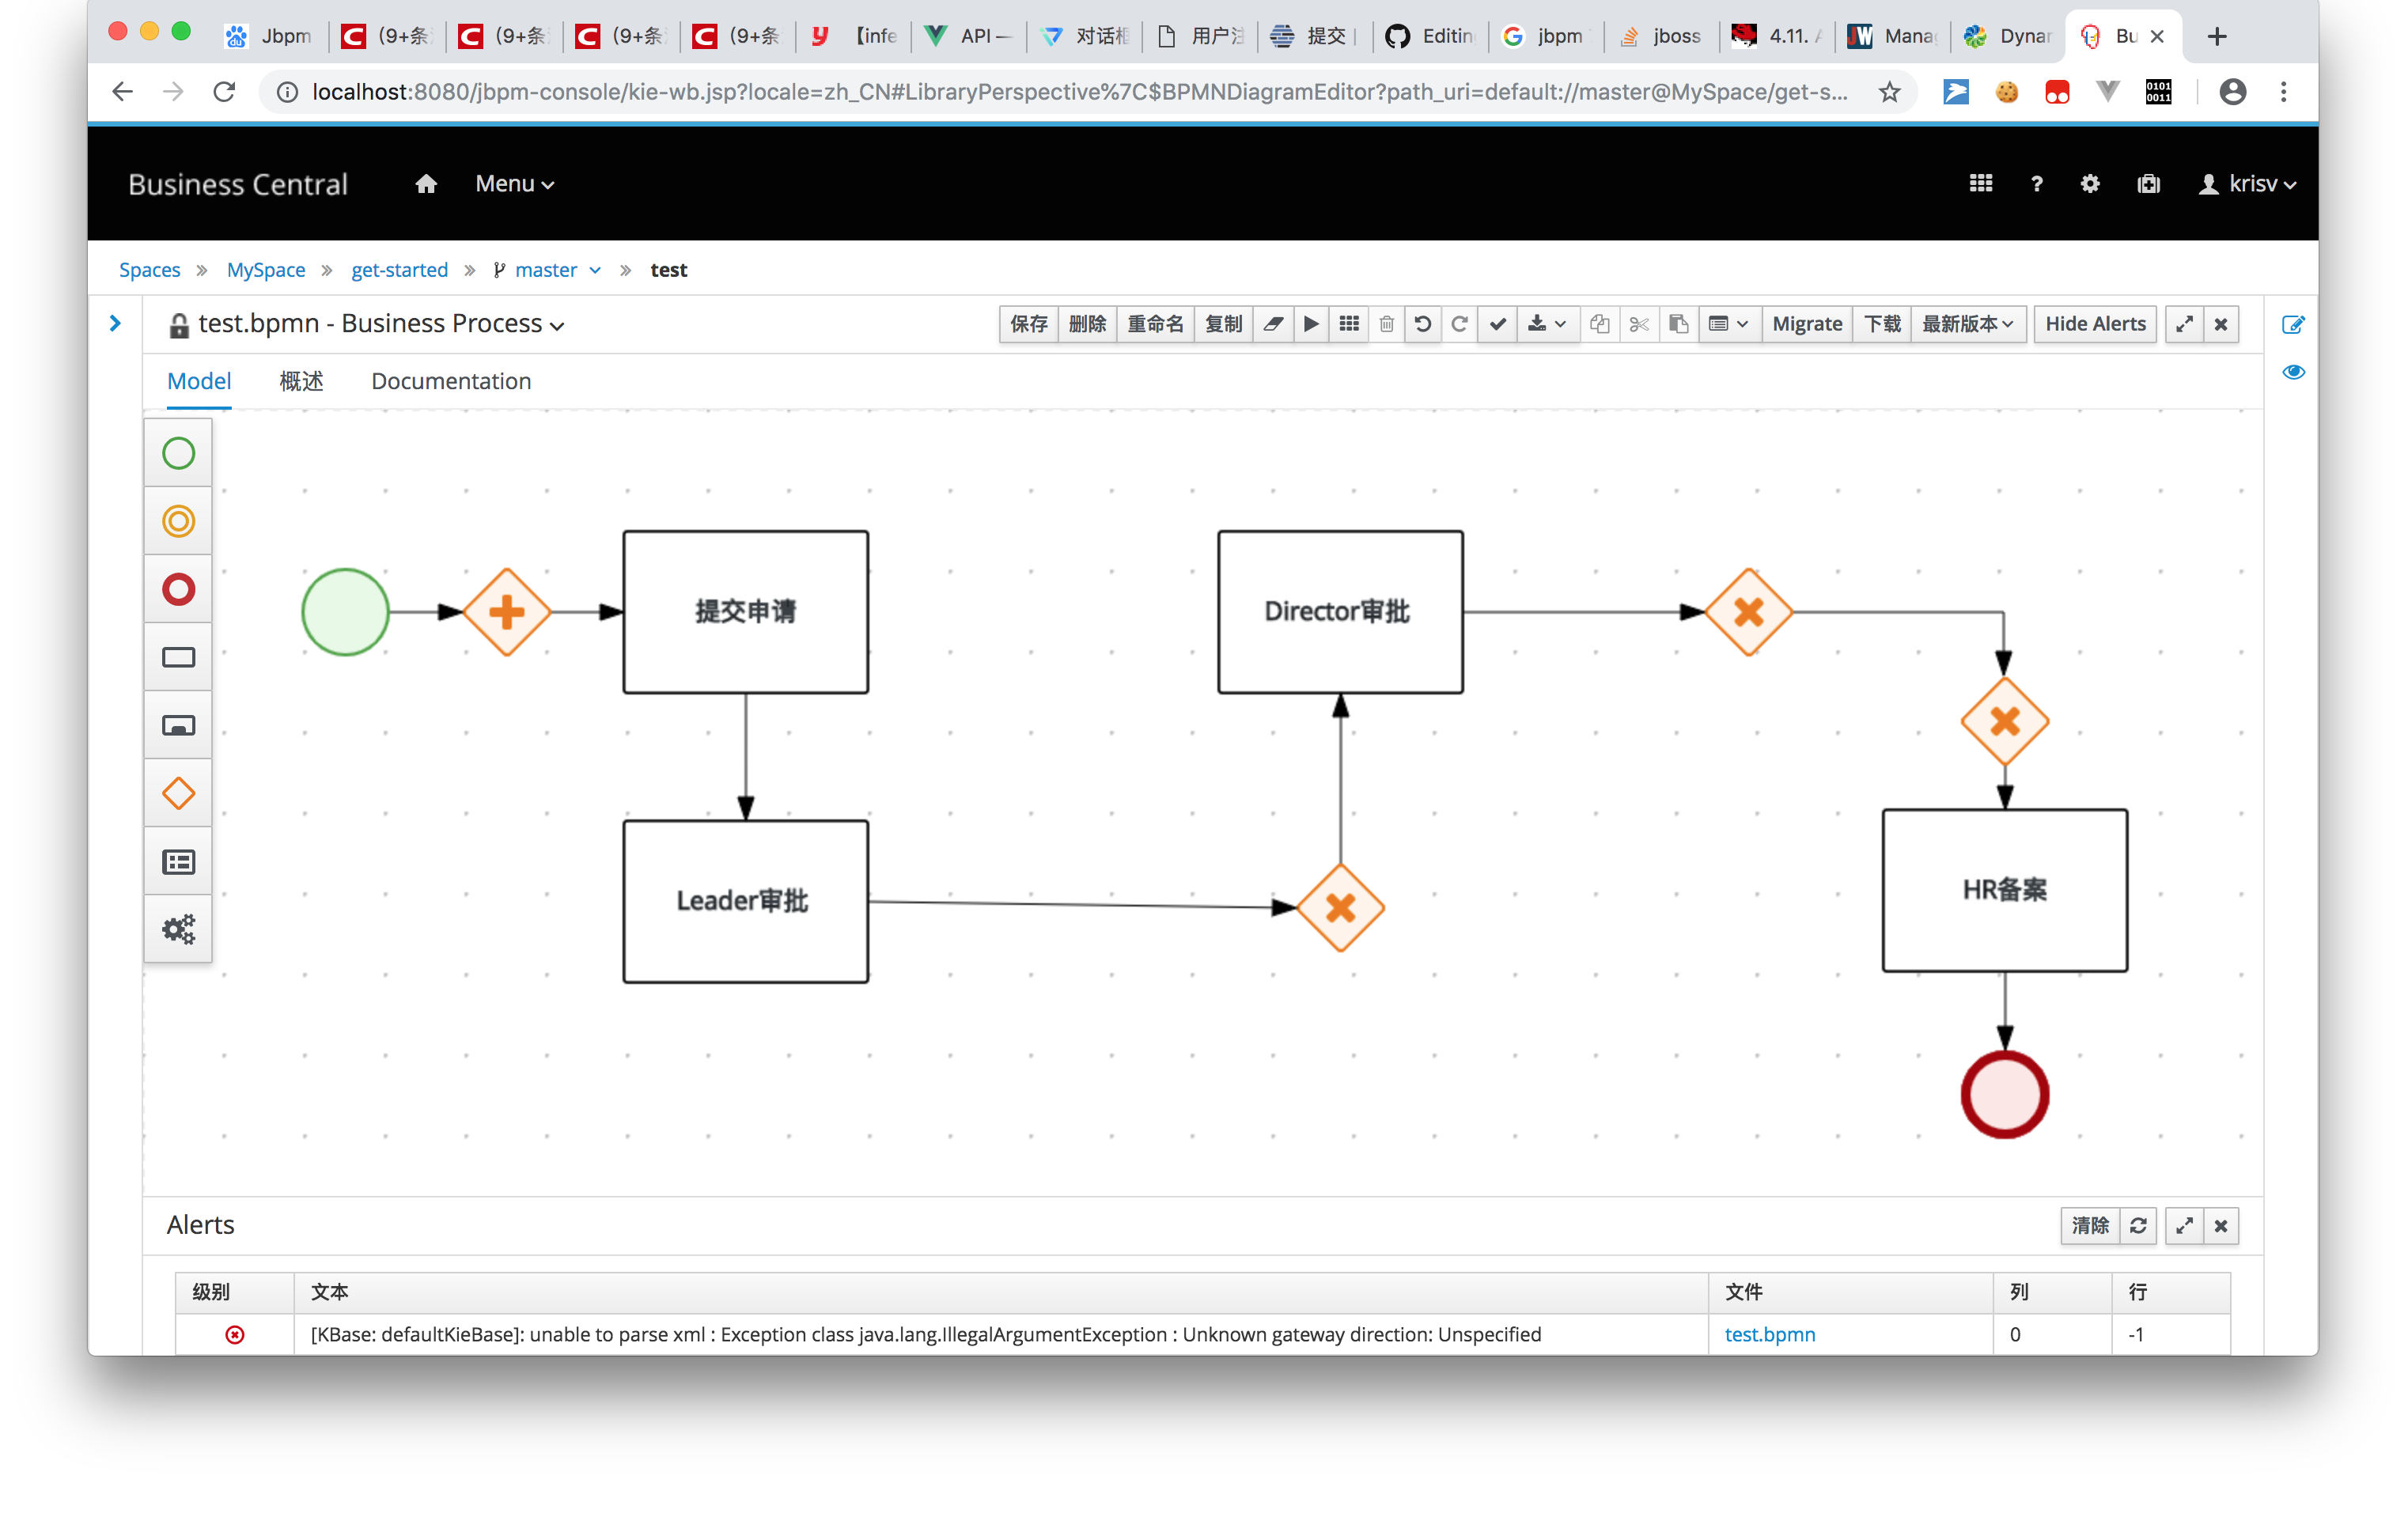 Jbpm (9+条 (9+条 (9+条 (9+条 【infe API — 对话框 用户注 提交 | Editin jbpm jboss 4.11. Mana Dynar Bu
localhost:8080/jbpm-console/kie-wb.jsp?locale=zh_CN#LibraryPerspective%7C$BPMNDiagramEditor?path_uri=default://master@MySpace/get-s...
Business Central Menu ? krisv
Spaces » MySpace » get-started » master » test
test.bpmn - Business Process 保存 删除 重命名 复制 Migrate 下载 最新版本 Hide Alerts
Model 概述 Documentation
提交申请
Director审批
Leader审批
HR备案
Alerts 清除
级别 文本 文件 列 行
[KBase: defaultKieBase]: unable to parse xml : Exception class java.lang.IllegalArgumentException : Unknown gateway direction: Unspecified test.bpmn 0 -1